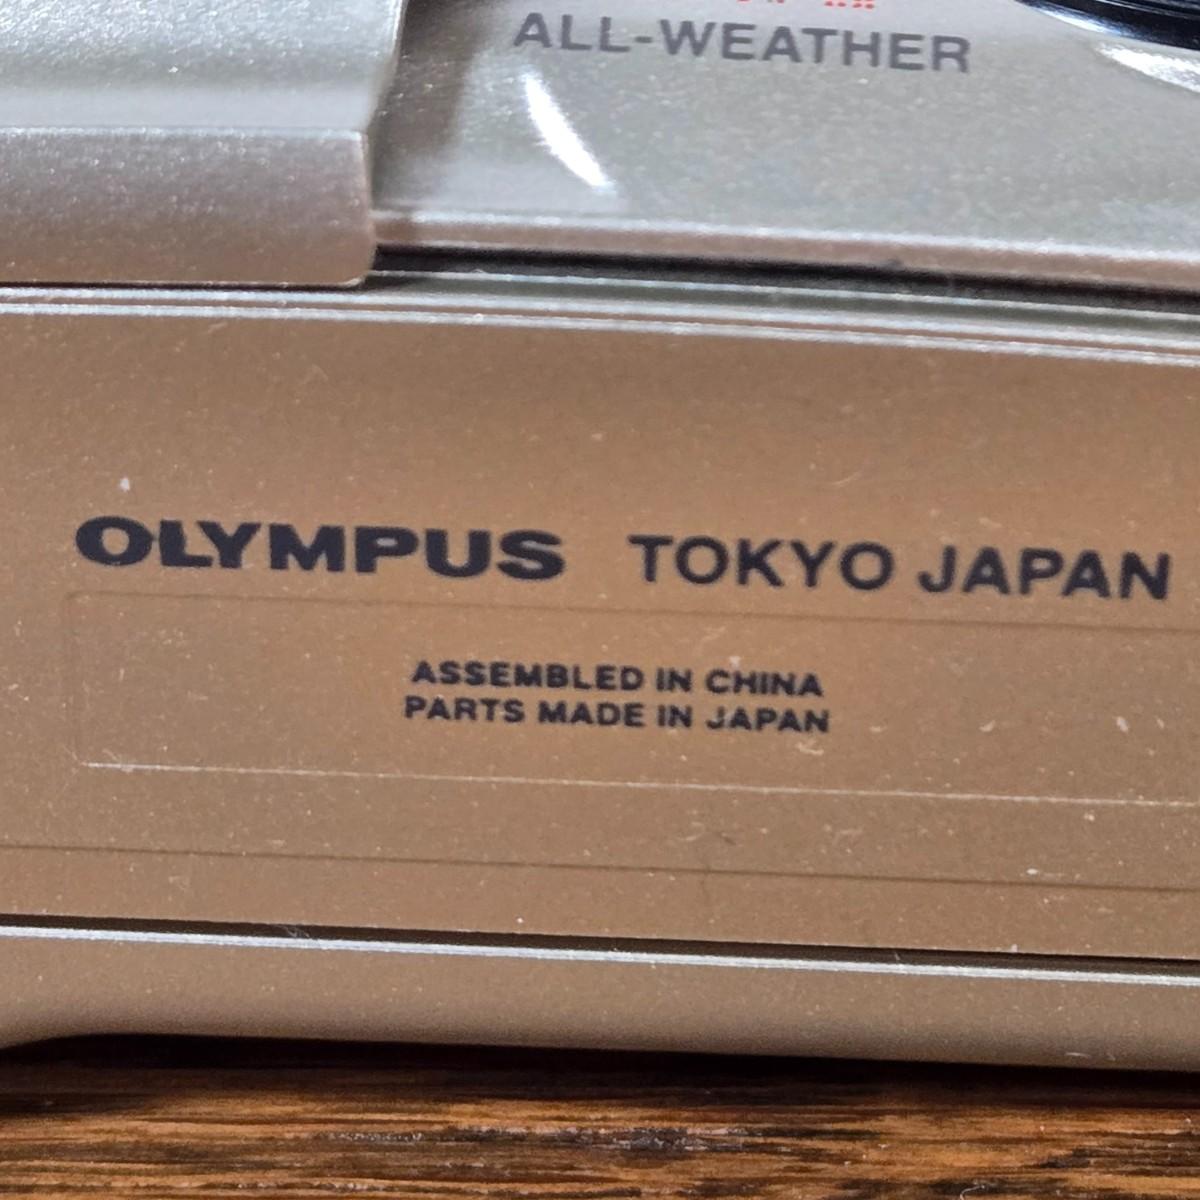 ALL-WEATHER
OLYMPUS TOKYO JAPAN
ASSEMBLED IN CHINA
PARTS MADE IN JAPAN